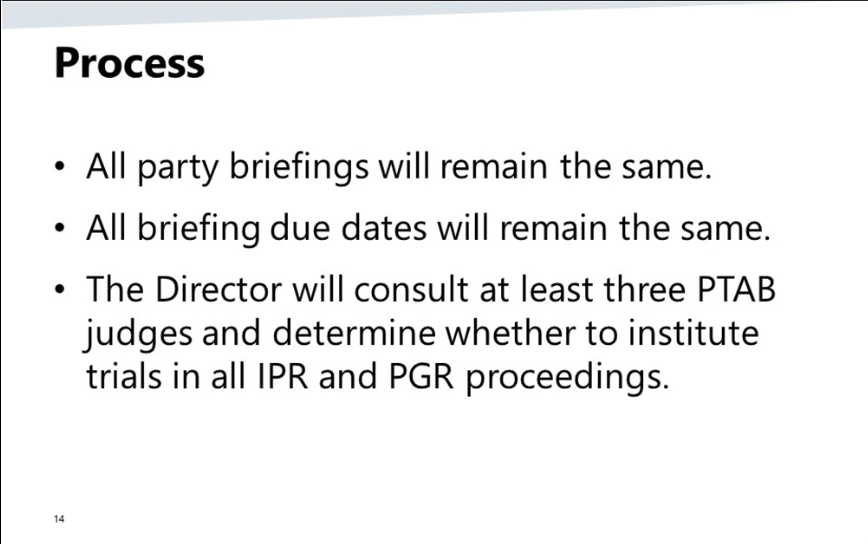 Process
• All party briefings will remain the same.
• All briefing due dates will remain the same.
• The Director will consult at least three PTAB
judges and determine whether to institute
trials in all IPR and PGR proceedings.
14